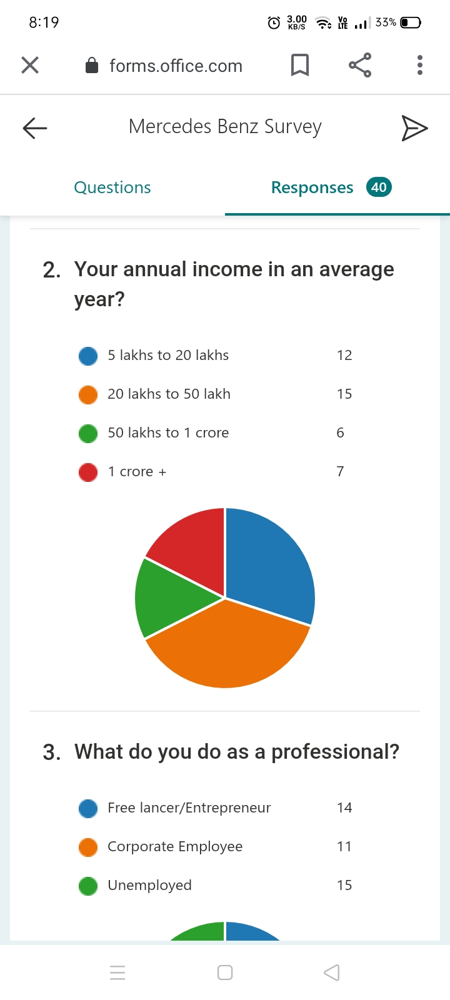 8:19
3.00 KB/S
Vo LTE
33%
forms.office.com
Mercedes Benz Survey
Questions
Responses 40
2. Your annual income in an average
year?
5 lakhs to 20 lakhs 12
20 lakhs to 50 lakh 15
50 lakhs to 1 crore 6
1 crore + 7
3. What do you do as a professional?
Free lancer/Entrepreneur 14
Corporate Employee 11
Unemployed 15